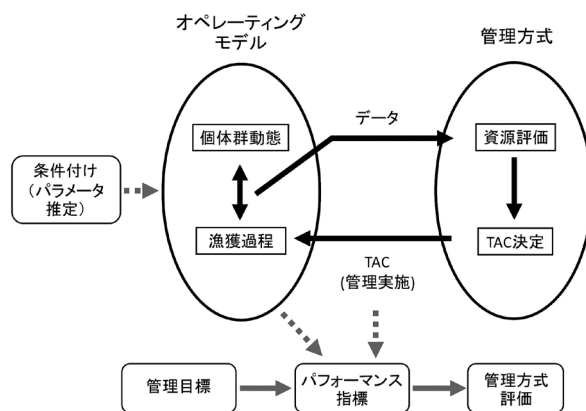 オペレーティング
モデル
管理方式
データ
個体群動態
資源評価
条件付け
(パラメータ
推定)
漁獲過程
TAC決定
TAC
(管理実施)
管理目標
パフォーマンス
指標
管理方式
評価